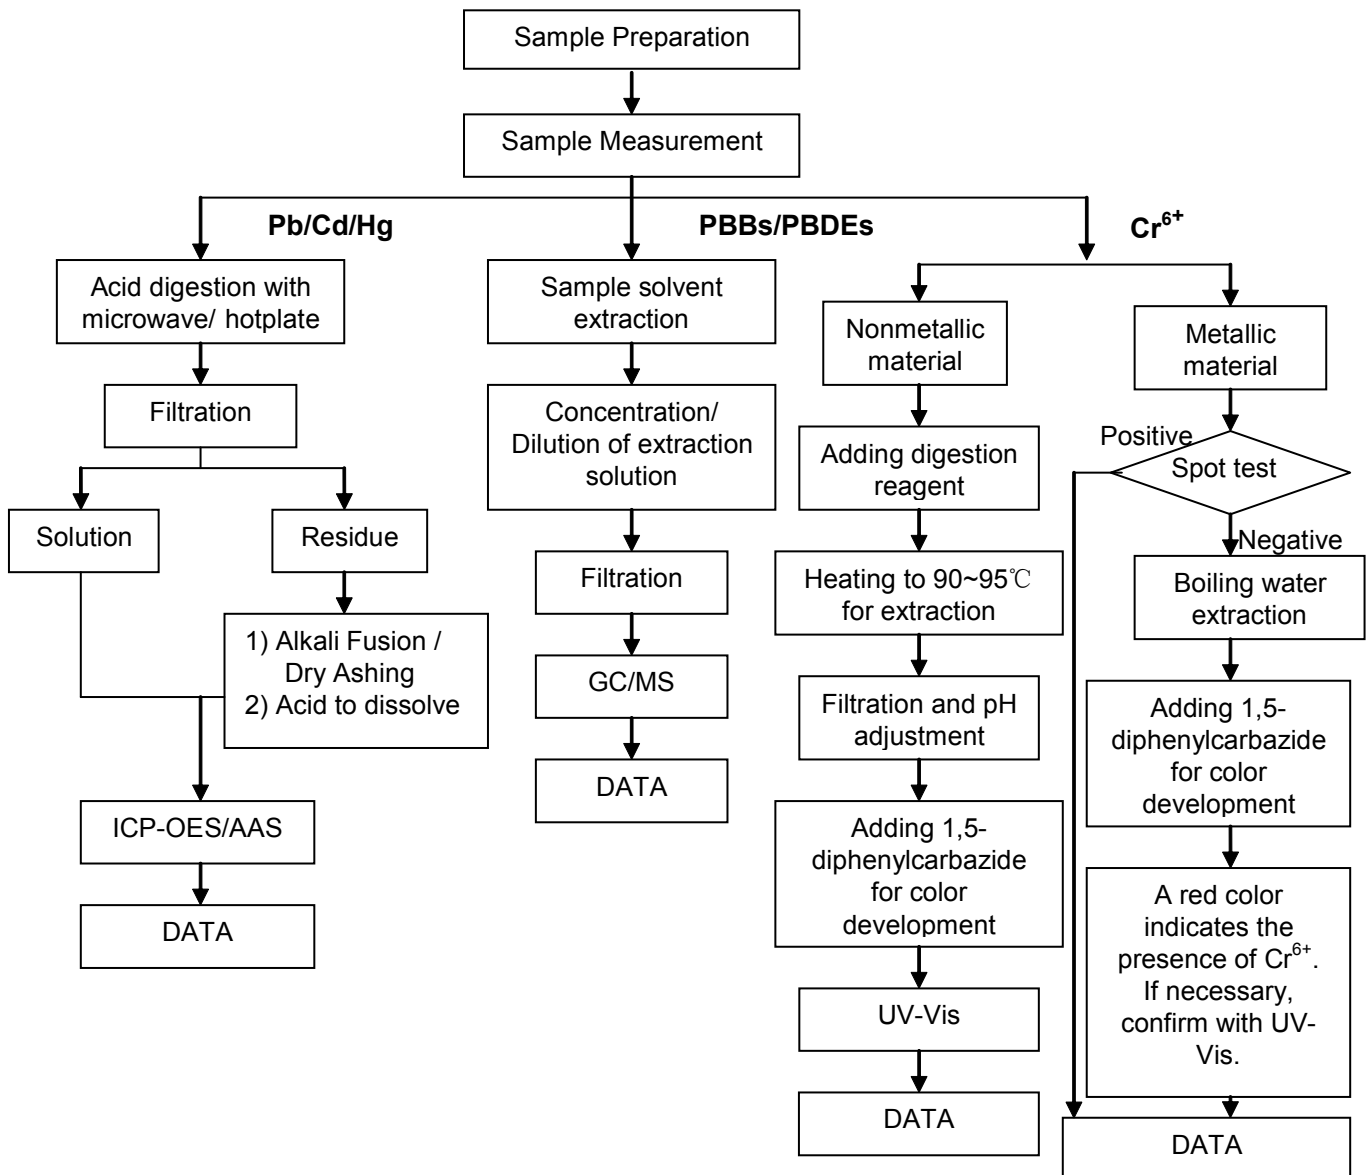 Sample Preparation
Sample Measurement
Pb/Cd/Hg
PBBs/PBDEs
Cr⁶⁺
Acid digestion with
microwave/ hotplate
Filtration
Solution
Residue
1) Alkali Fusion /
Dry Ashing
2) Acid to dissolve
ICP-OES/AAS
DATA
Sample solvent
extraction
Concentration/
Dilution of extraction
solution
Filtration
GC/MS
DATA
Nonmetallic
material
Adding digestion
reagent
Heating to 90~95℃
for extraction
Filtration and pH
adjustment
Adding 1,5-
diphenylcarbazide
for color
development
UV-Vis
DATA
Metallic
material
Positive
Spot test
Negative
Boiling water
extraction
Adding 1,5-
diphenylcarbazide
for color
development
A red color
indicates the
presence of Cr⁶⁺.
If necessary,
confirm with UV-
Vis.
DATA